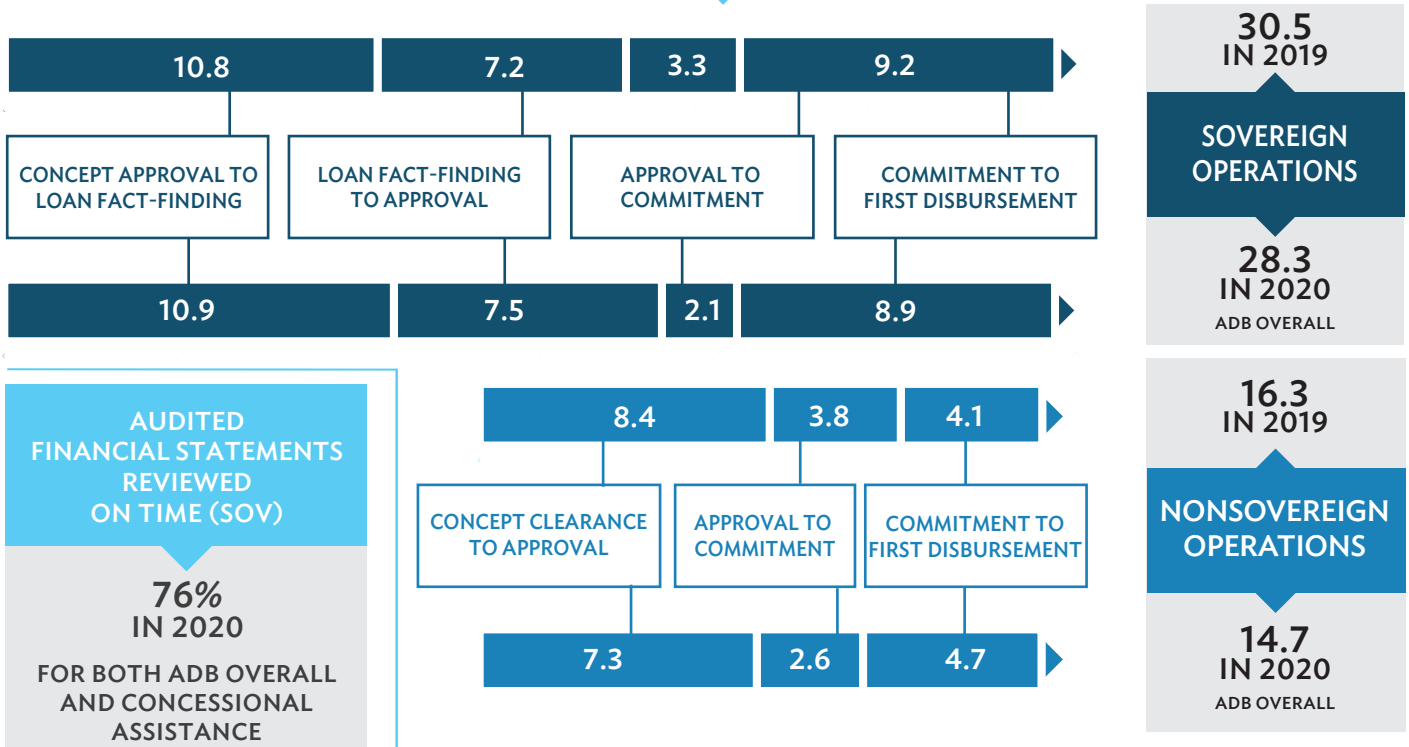 10.8 7.2 3.3 9.2
CONCEPT APPROVAL TO
LOAN FACT-FINDING
LOAN FACT-FINDING
TO APPROVAL
APPROVAL TO
COMMITMENT
COMMITMENT TO
FIRST DISBURSEMENT
10.9 7.5 2.1 8.9
30.5
IN 2019
SOVEREIGN
OPERATIONS
28.3
IN 2020
ADB OVERALL
AUDITED
FINANCIAL STATEMENTS
REVIEWED
ON TIME (SOV)
76%
IN 2020
FOR BOTH ADB OVERALL
AND CONCESSIONAL
ASSISTANCE
8.4 3.8 4.1
CONCEPT CLEARANCE
TO APPROVAL
APPROVAL TO
COMMITMENT
COMMITMENT TO
FIRST DISBURSEMENT
7.3 2.6 4.7
16.3
IN 2019
NONSOVEREIGN
OPERATIONS
14.7
IN 2020
ADB OVERALL